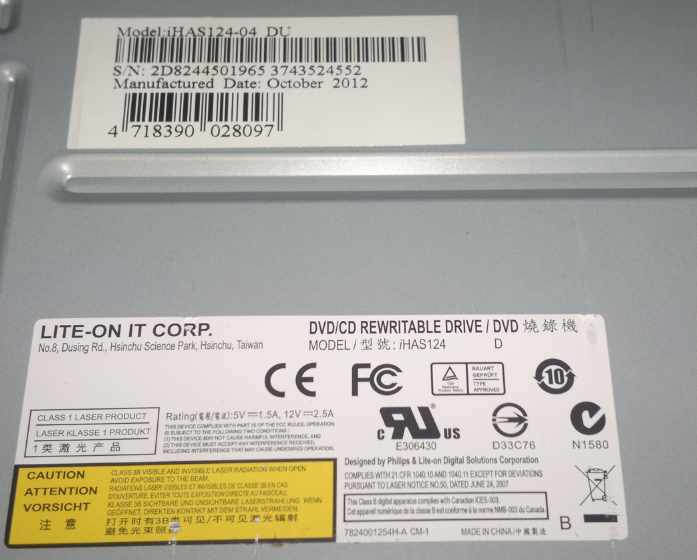 Model:iHAS124-04 DU
S/N: 2D8244501965 3743524552
Manufactured Date: October 2012
4 718390 028097
LITE-ON IT CORP.
No.8, Dusing Rd., Hsinchu Science Park, Hsinchu, Taiwan
DVD/CD REWRITABLE DRIVE / DVD 燒錄機
MODEL / 型號: iHAS124 D
CE FC
BAUART GEPRÜFT
TYPE APPROVED
10
CLASS 1 LASER PRODUCT
LASER KLASSE 1 PRODUKT
1类 激光产品
Rating(電壓/電流):5V⎓1.5A, 12V⎓2.5A
THIS DEVICE COMPLIES WITH PART 15 OF THE FCC RULES, OPERATION
IS SUBJECT TO THE FOLLOWING TWO CONDITIONS:
(1) THIS DEVICE MAY NOT CAUSE HARMFUL INTERFERENCE, AND
(2) THIS DEVICE MUST ACCEPT ANY INTERFERENCE RECEIVED,
INCLUDING INTERFERENCE THAT MAY CAUSE UNDESIRED OPERATION.
c RU US
E306430
D33C76
N1580
CAUTION
ATTENTION
VORSICHT
注 意
CLASS 3B VISIBLE AND INVISIBLE LASER RADIATION WHEN OPEN
AVOID EXPOSURE TO THE BEAM.
RADIATIONS LASER VISIBLES ET INVISIBLES DE CLASSE 3B EN CAS
D'OUVERTURE. EVITER TOUTE EXPOSITION DIRECTE AU FAISCEAU.
KLASSE 3B SICHTBARE UND UNSICHTBARE LASERSTRAHLUNG, WENN
GEÖFFNET, DIREKTEN KONTAKT MIT DEM STRAHL VERMEIDEN
打开时有3B类可见/不可见激光辐射
避免光束照
Designed by Philips & Lite-on Digital Solutions Corporation
COMPLIES WITH 21 CFR 1040.10 AND 1040.11 EXCEPT FOR DEVIATIONS
PURSUANT TO LASER NOTICE NO.50, DATED JUNE 24, 2007
This Class B digital apparatus complies with Canadian ICES-003.
Cet appareil numérique de la classe B est conforme à la norme NMB-003 du Canada.
7824001254H-A CM-1 MADE IN CHINA/中國製造 B